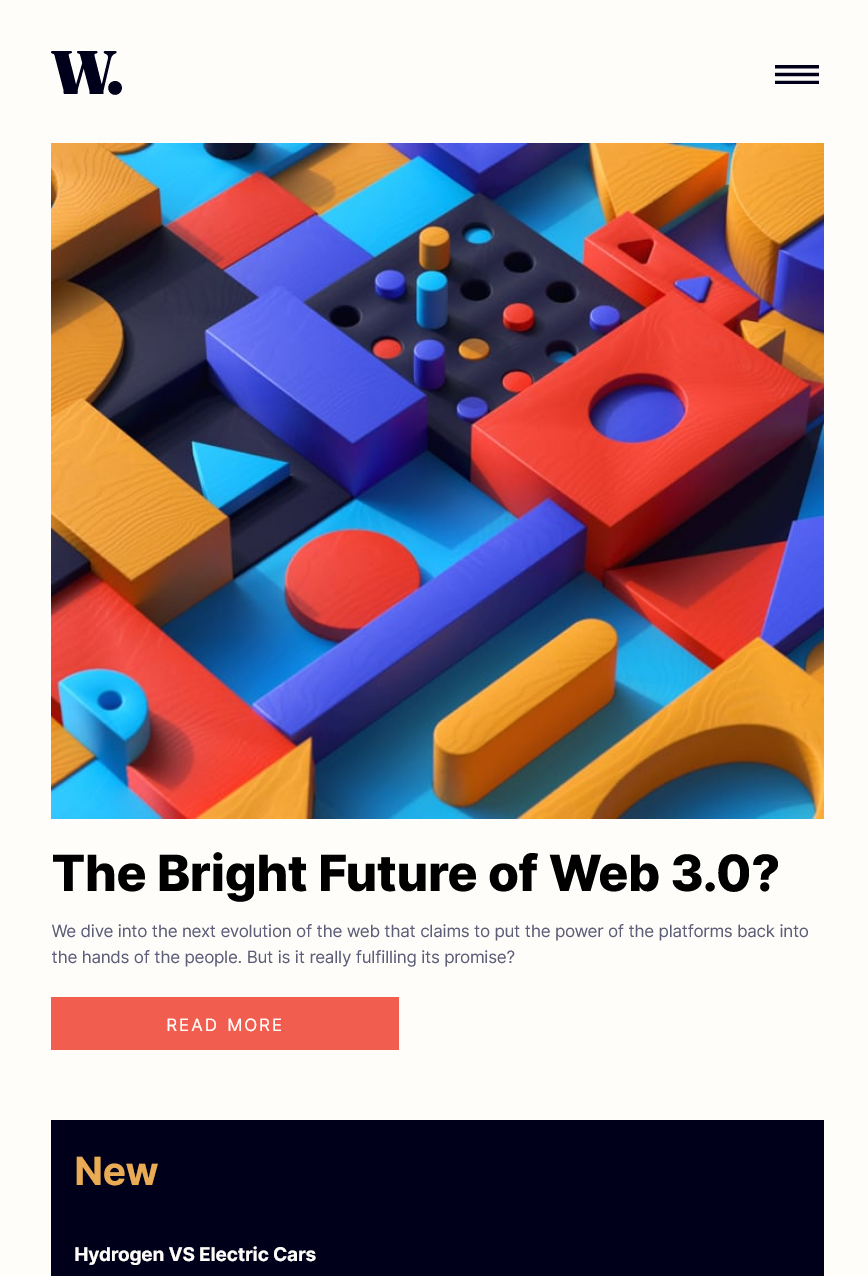 W.
The Bright Future of Web 3.0?
We dive into the next evolution of the web that claims to put the power of the platforms back into
the hands of the people. But is it really fulfilling its promise?
READ MORE
New
Hydrogen VS Electric Cars